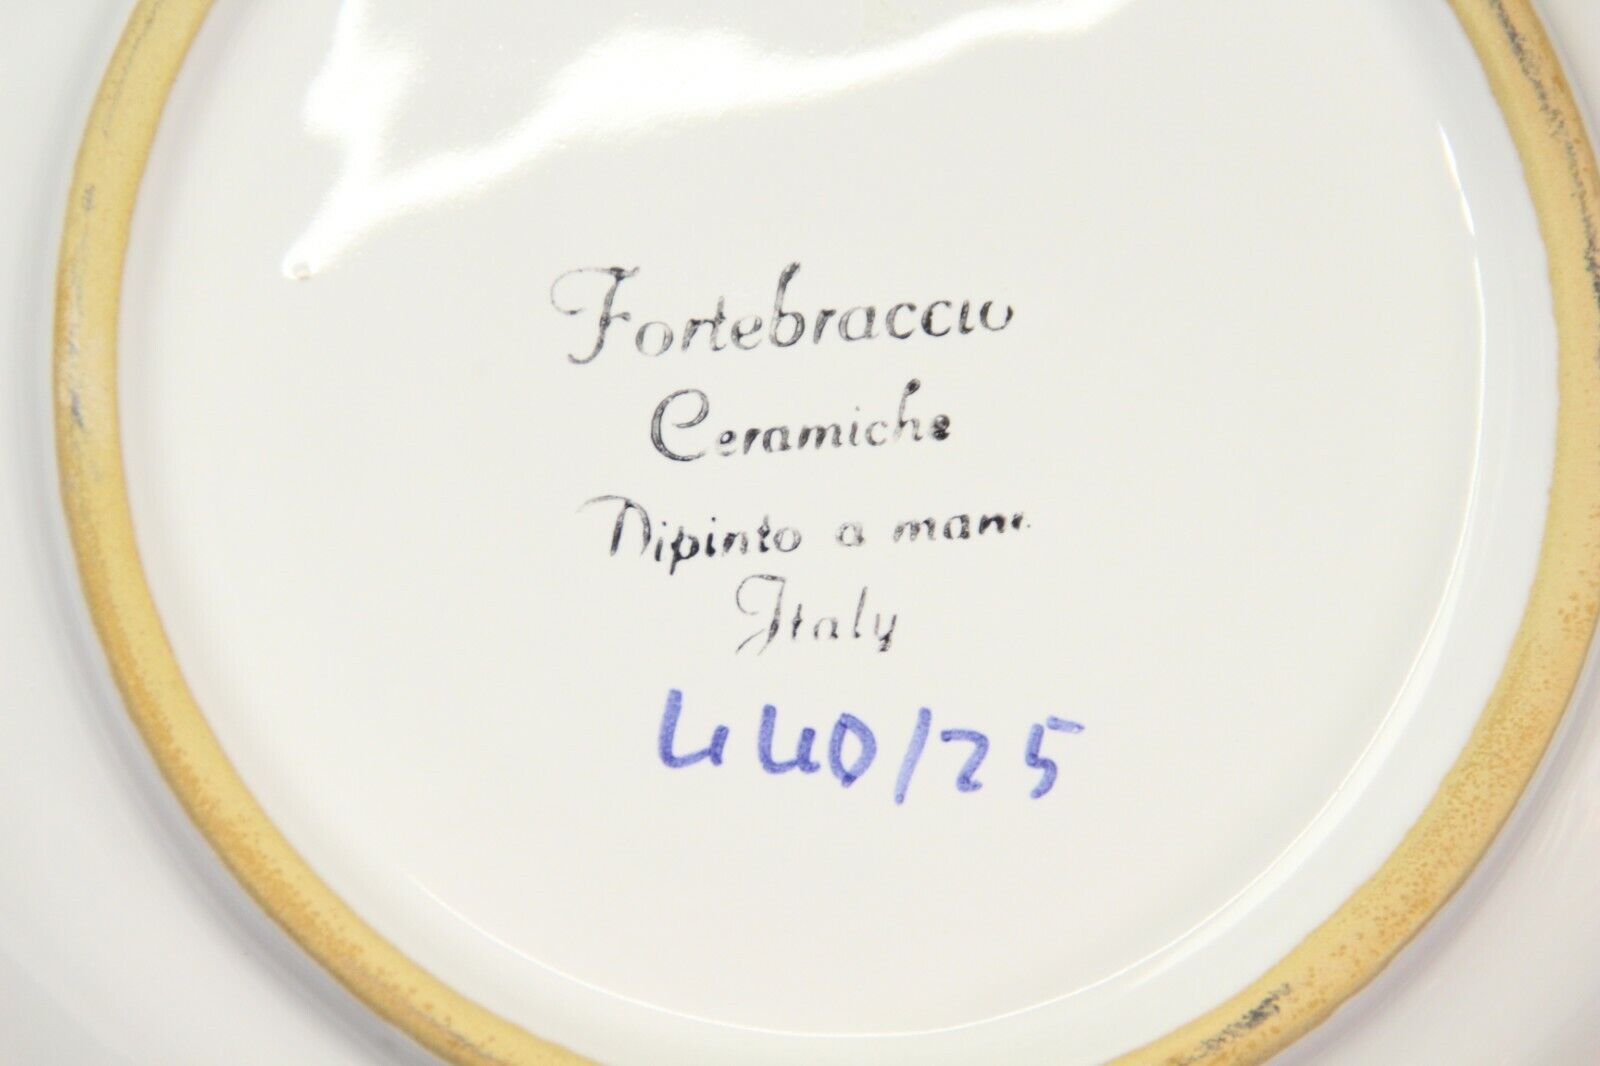 Fortebraccio
Ceramiche
Dipinto a mano
Italy
440/25